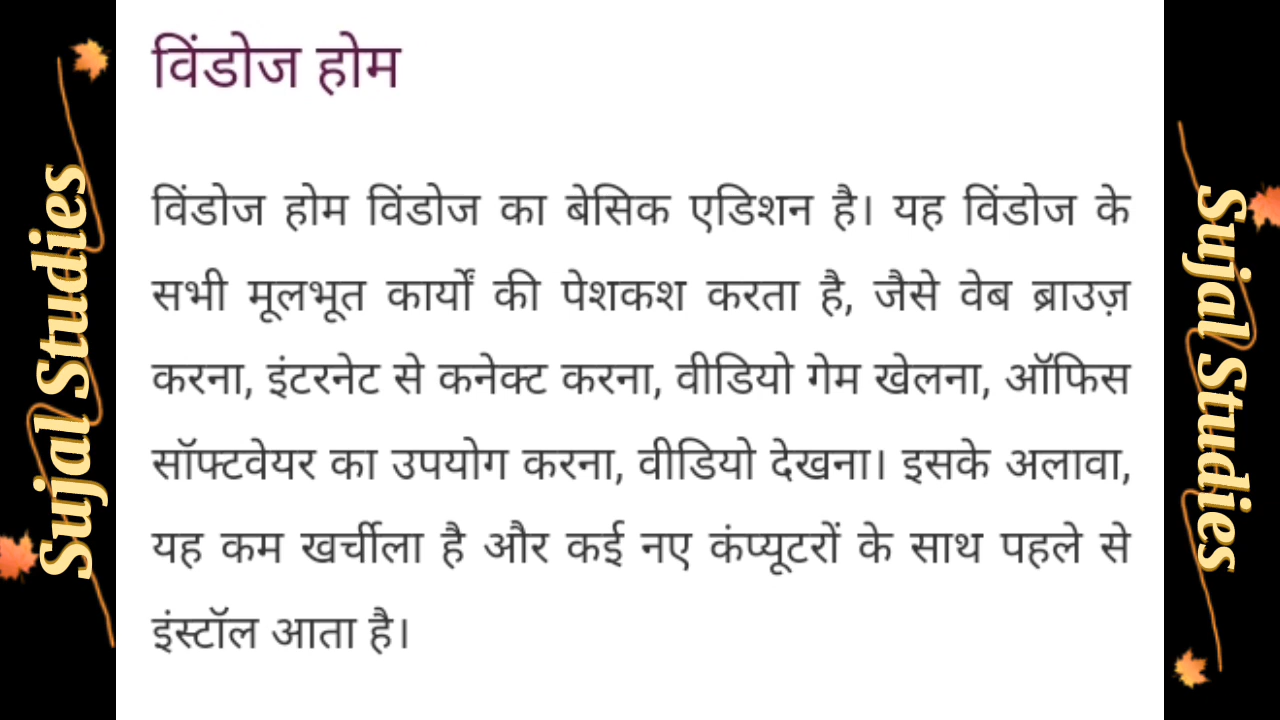 Sujal Studies
विंडोज होम
विंडोज होम विंडोज का बेसिक एडिशन है। यह विंडोज के
सभी मूलभूत कार्यों की पेशकश करता है, जैसे वेब ब्राउज़
करना, इंटरनेट से कनेक्ट करना, वीडियो गेम खेलना, ऑफिस
सॉफ्टवेयर का उपयोग करना, वीडियो देखना। इसके अलावा,
यह कम खर्चीला है और कई नए कंप्यूटरों के साथ पहले से
इंस्टॉल आता है।
Sujal Studies